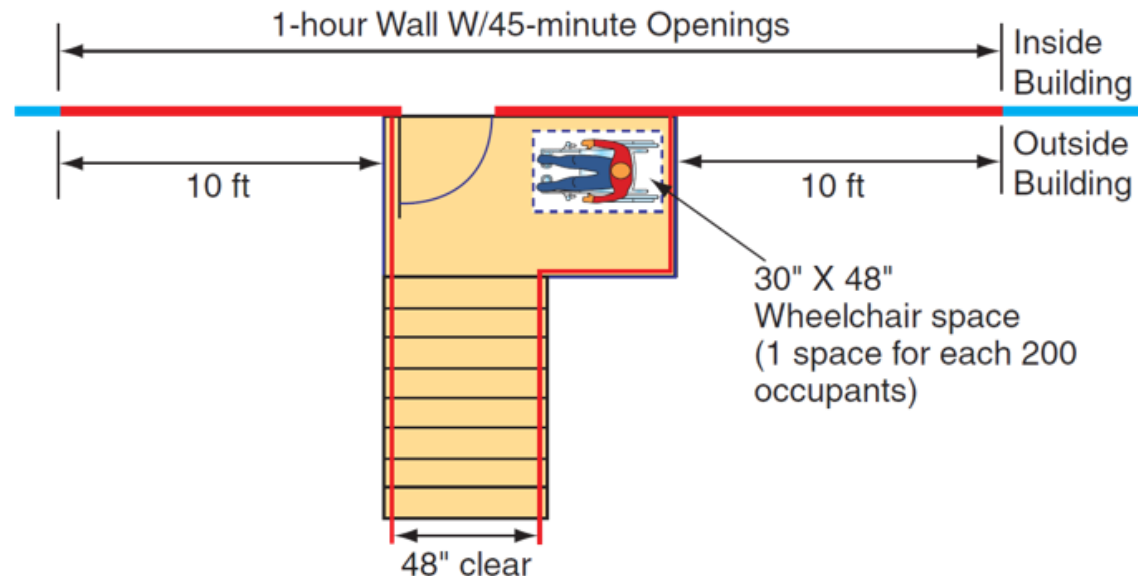 1-hour Wall W/45-minute Openings
Inside
Building
Outside
Building
10 ft
10 ft
30" X 48"
Wheelchair space
(1 space for each 200
occupants)
48" clear